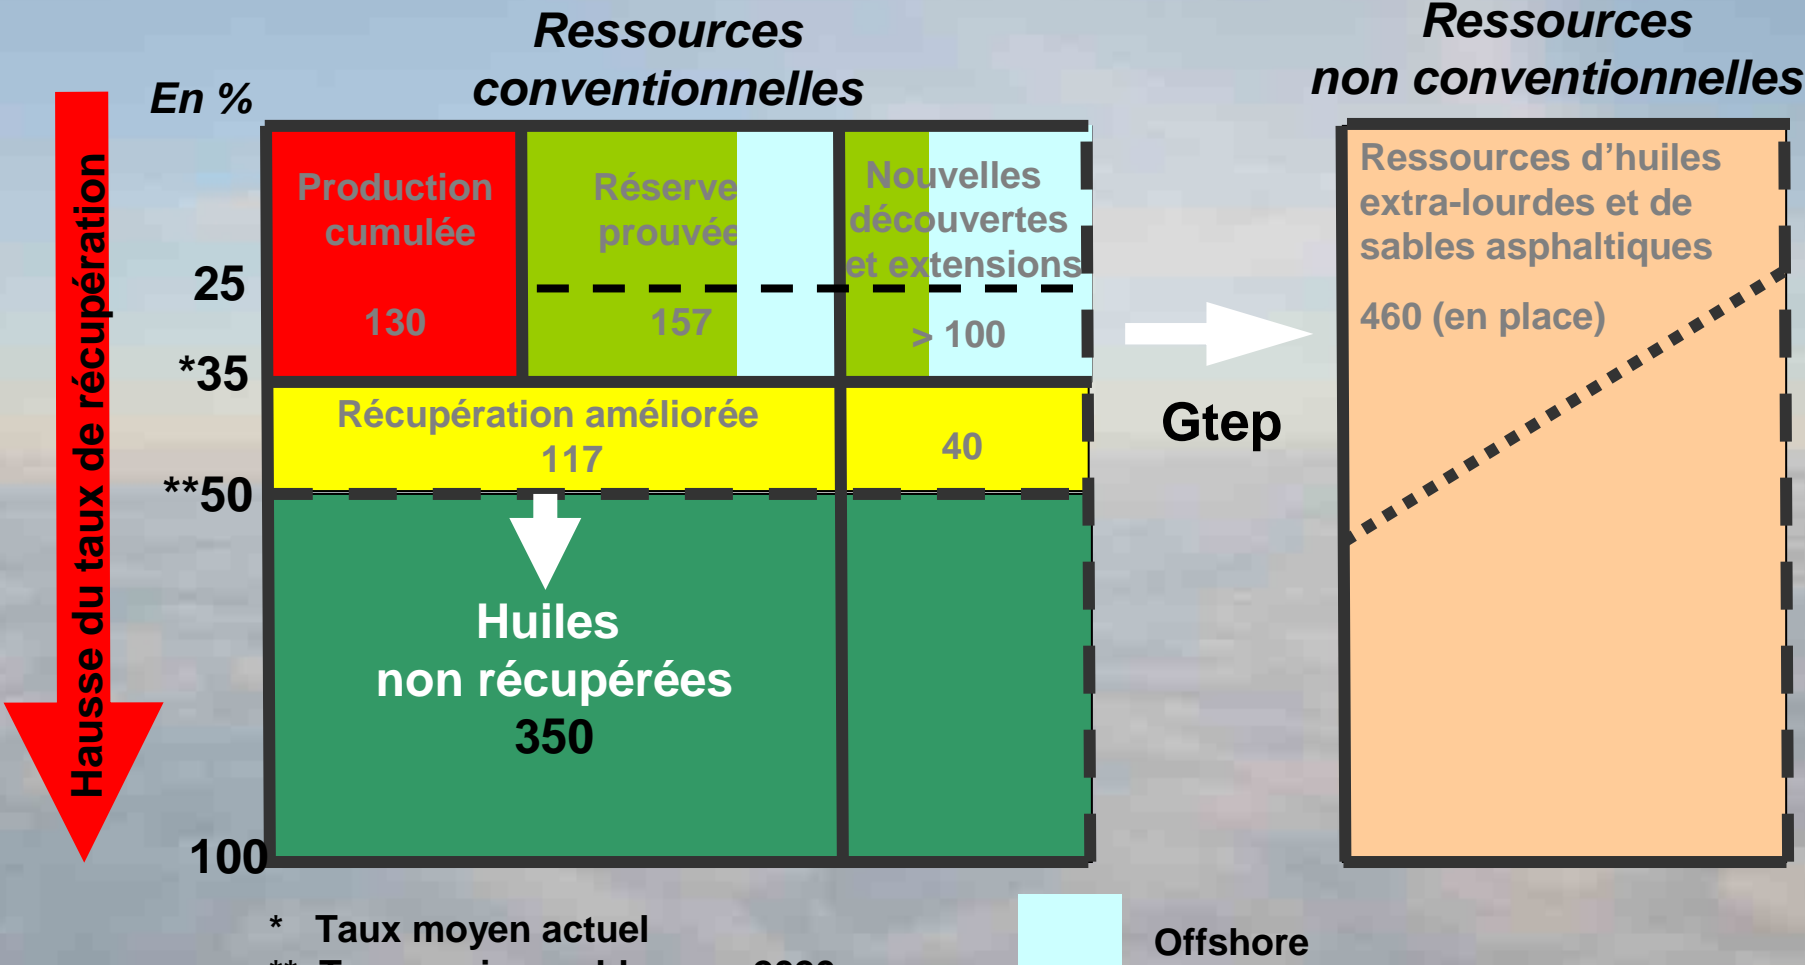 Ressources
conventionnelles
Ressources
non conventionnelles
En %
Hausse du taux de récupération
Production
cumulée
130
Réserve
prouvée
157
Nouvelles
découvertes
et extensions
> 100
25
*35
**50
100
Récupération améliorée
117
40
Huiles
non récupérées
350
Gtep
Ressources d’huiles
extra-lourdes et de
sables asphaltiques
460 (en place)
* Taux moyen actuel
**
Offshore